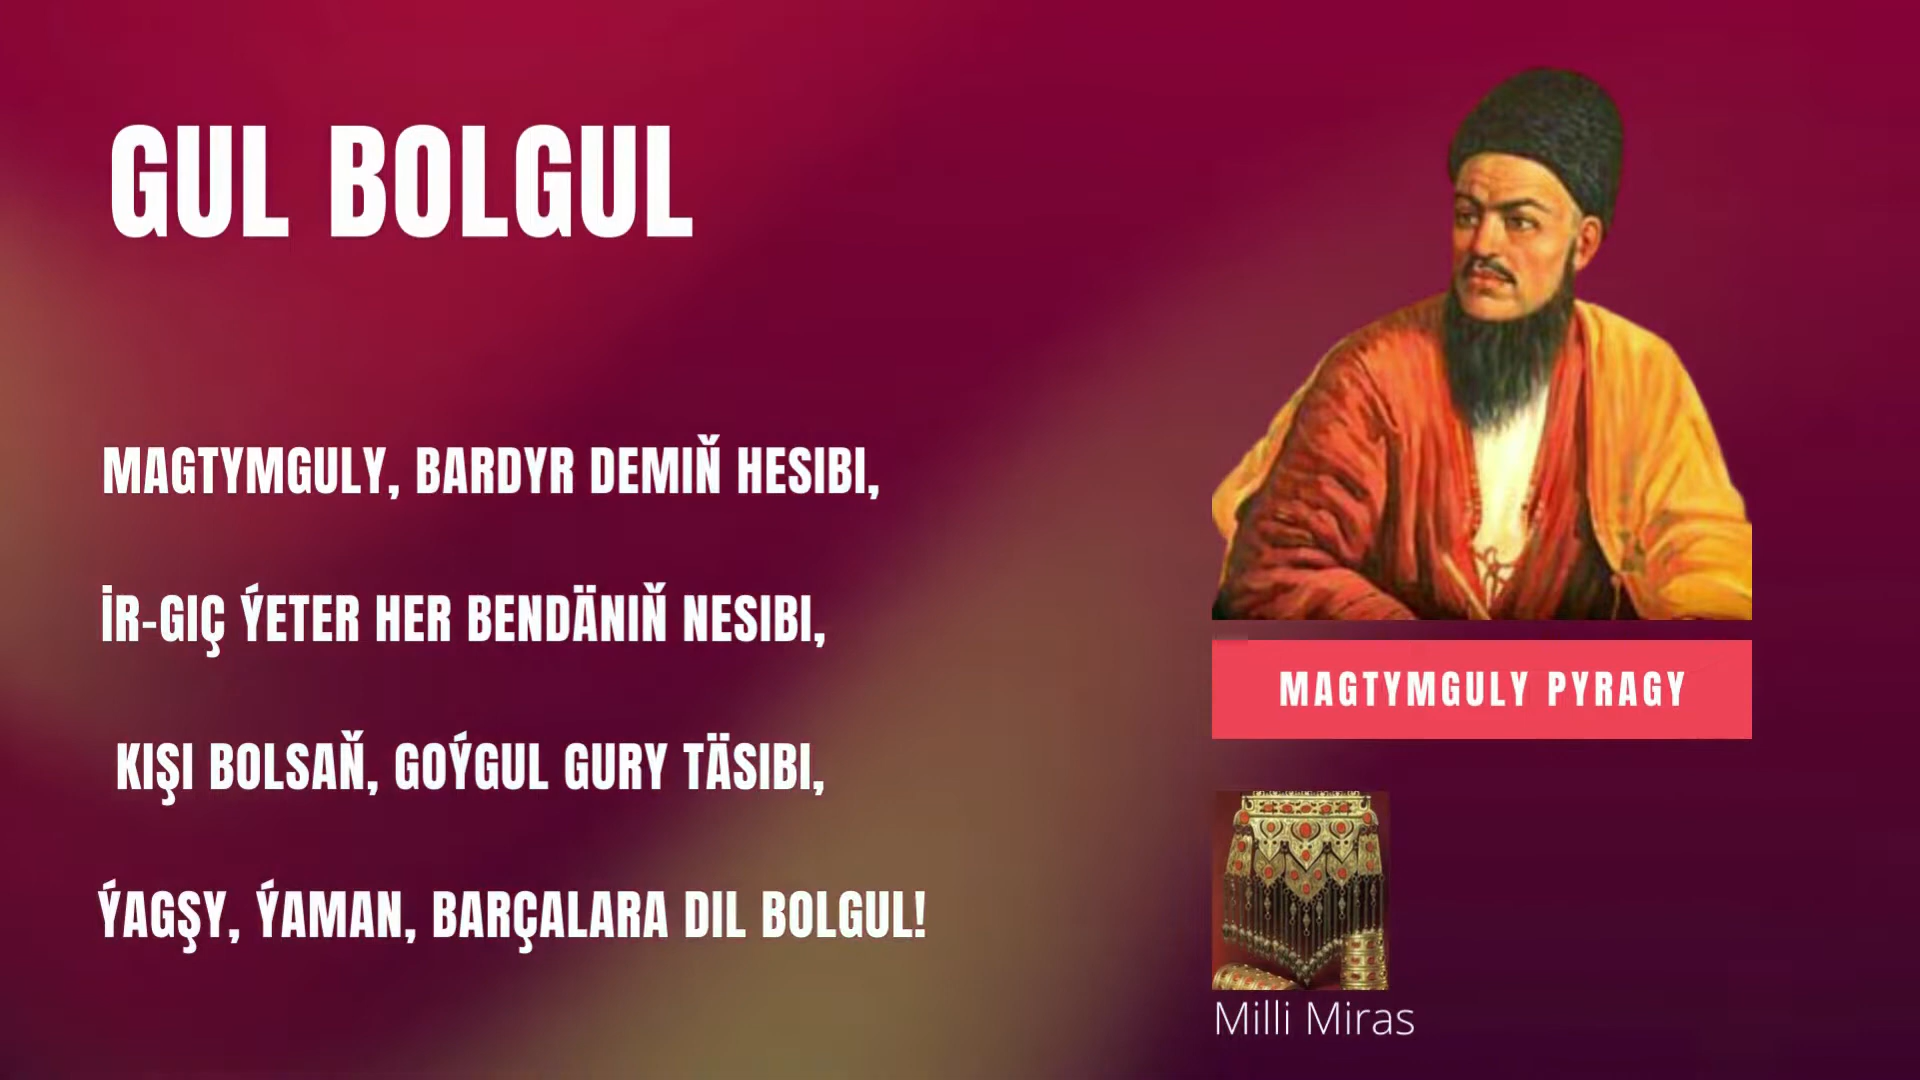 GUL BOLGUL
MAGTYMGULY, BARDYR DEMIŇ HESIBI,
İR-GIÇ ÝETER HER BENDÄNIŇ NESIBI,
KIŞI BOLSAŇ, GOÝGUL GURY TÄSIBI,
ÝAGŞY, ÝAMAN, BARÇALARA DIL BOLGUL!
MAGTYMGULY PYRAGY
Milli Miras